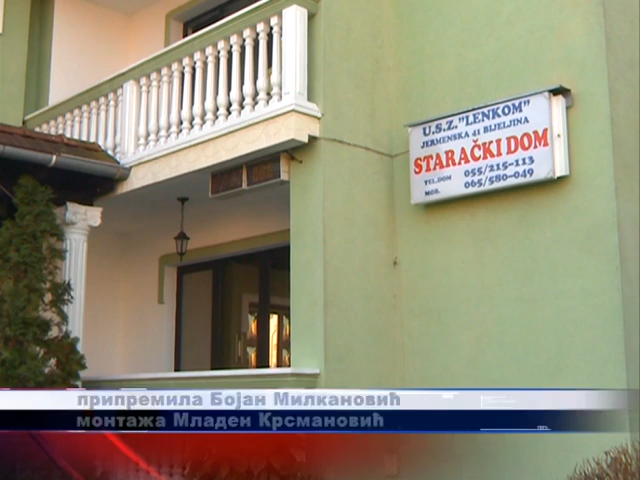 U.S.Z. "LENKOM"
JERMENSKA 41 BIJELJINA
STARAČKI DOM
TEL.DOM 055/215-113
MOB. 065/580-049
припремила Бојан Милкановић
монтажа Младен Крсмановић